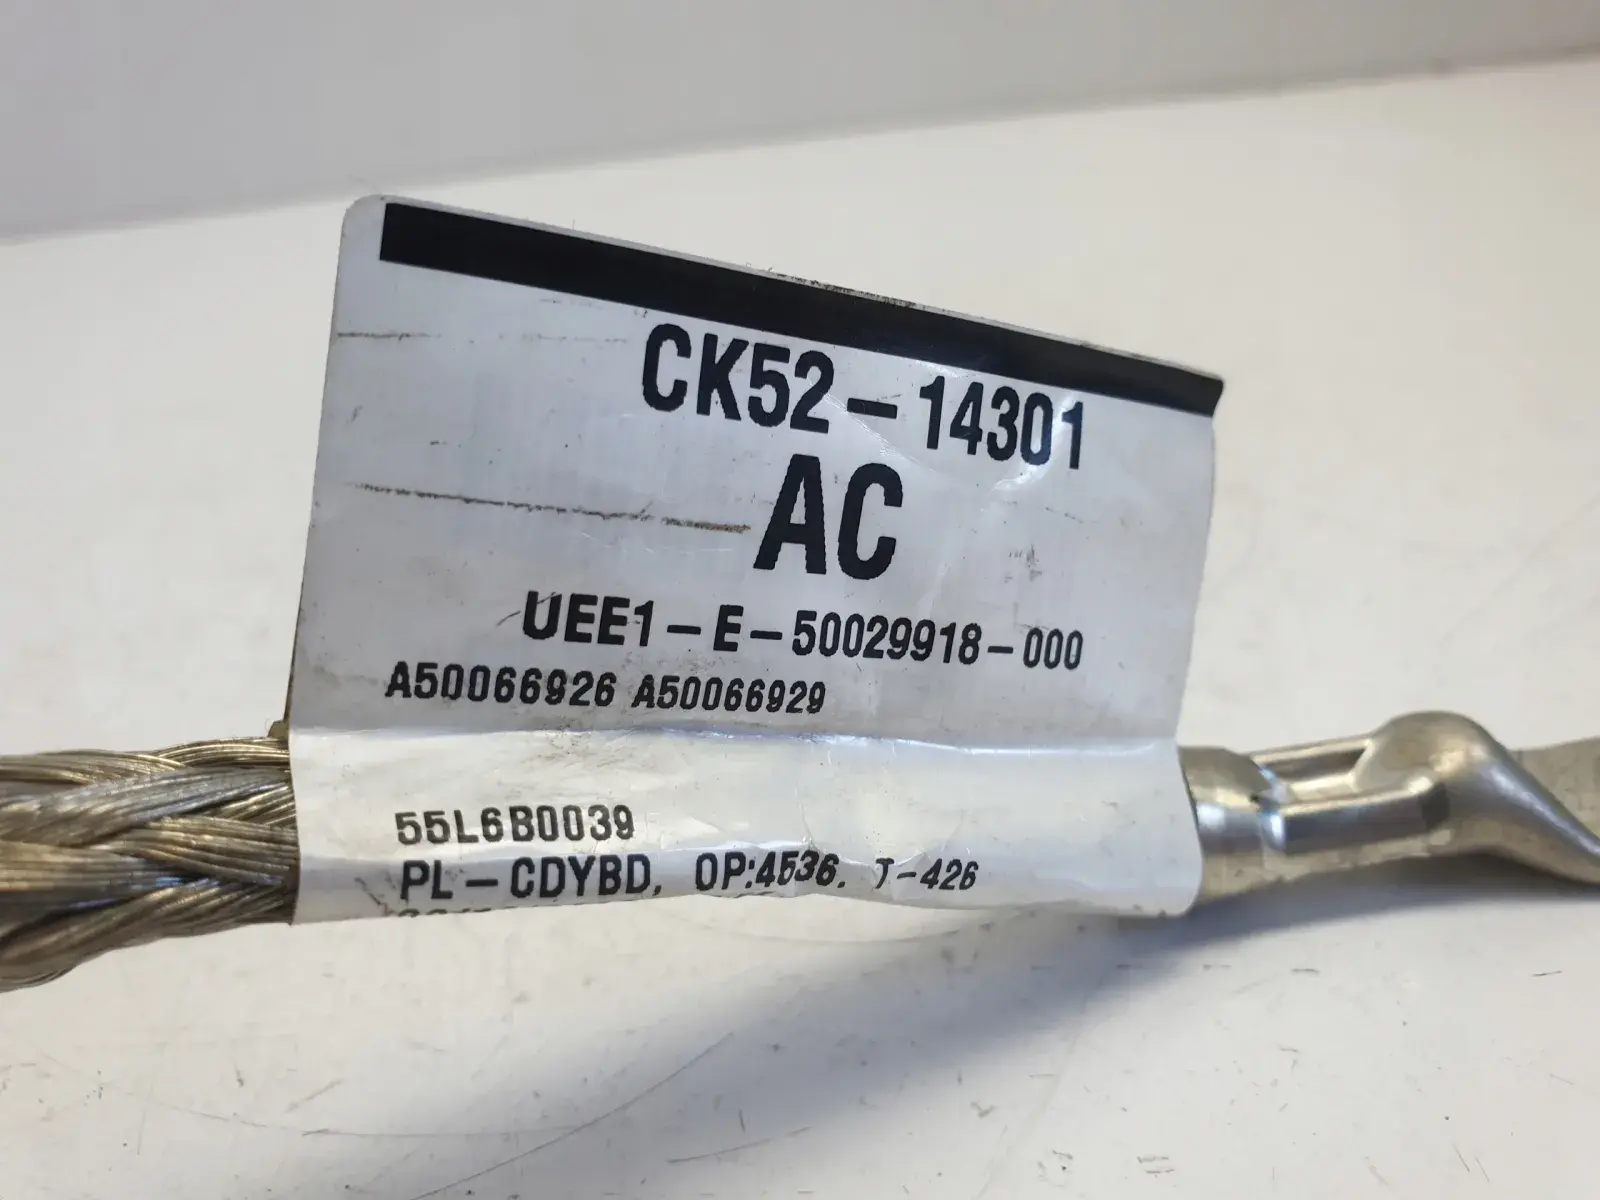 CK52-14301
AC
UEE1-E-50029918-000
A50066926 A50066929
55L6B0039
PL-CDYBD, OP:4536. T-426